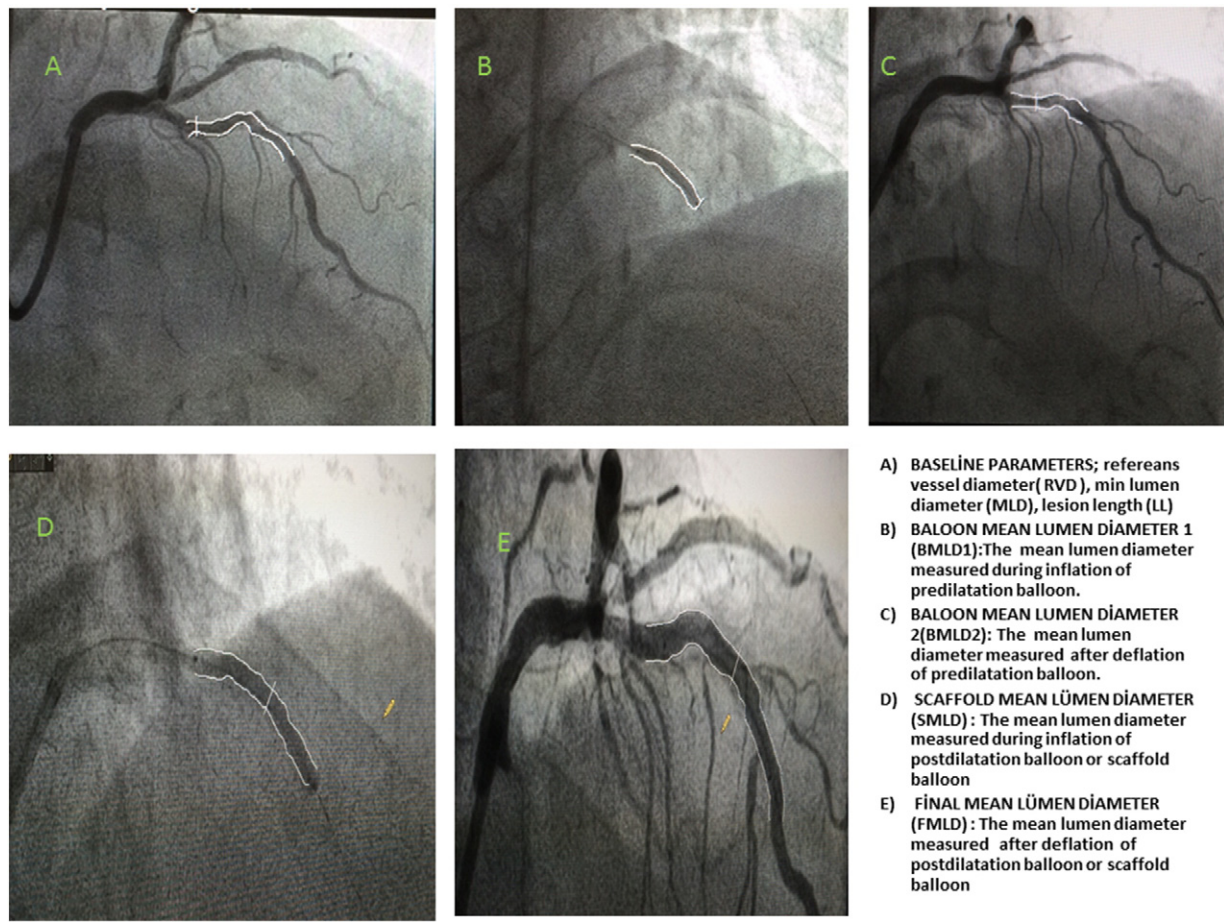 A
B
C
D
E
A) BASELİNE PARAMETERS; refereans
vessel diameter( RVD ), min lumen
diameter (MLD), lesion length (LL)
B) BALOON MEAN LUMEN DİAMETER 1
(BMLD1):The mean lumen diameter
measured during inflation of
predilatation balloon.
C) BALOON MEAN LUMEN DİAMETER
2(BMLD2): The mean lumen
diameter measured after deflation
of predilatation balloon.
D) SCAFFOLD MEAN LÜMEN DİAMETER
(SMLD) : The mean lumen diameter
measured during inflation of
postdilatation balloon or scaffold
balloon
E) FİNAL MEAN LÜMEN DİAMETER
(FMLD) : The mean lumen diameter
measured after deflation of
postdilatation balloon or scaffold
balloon